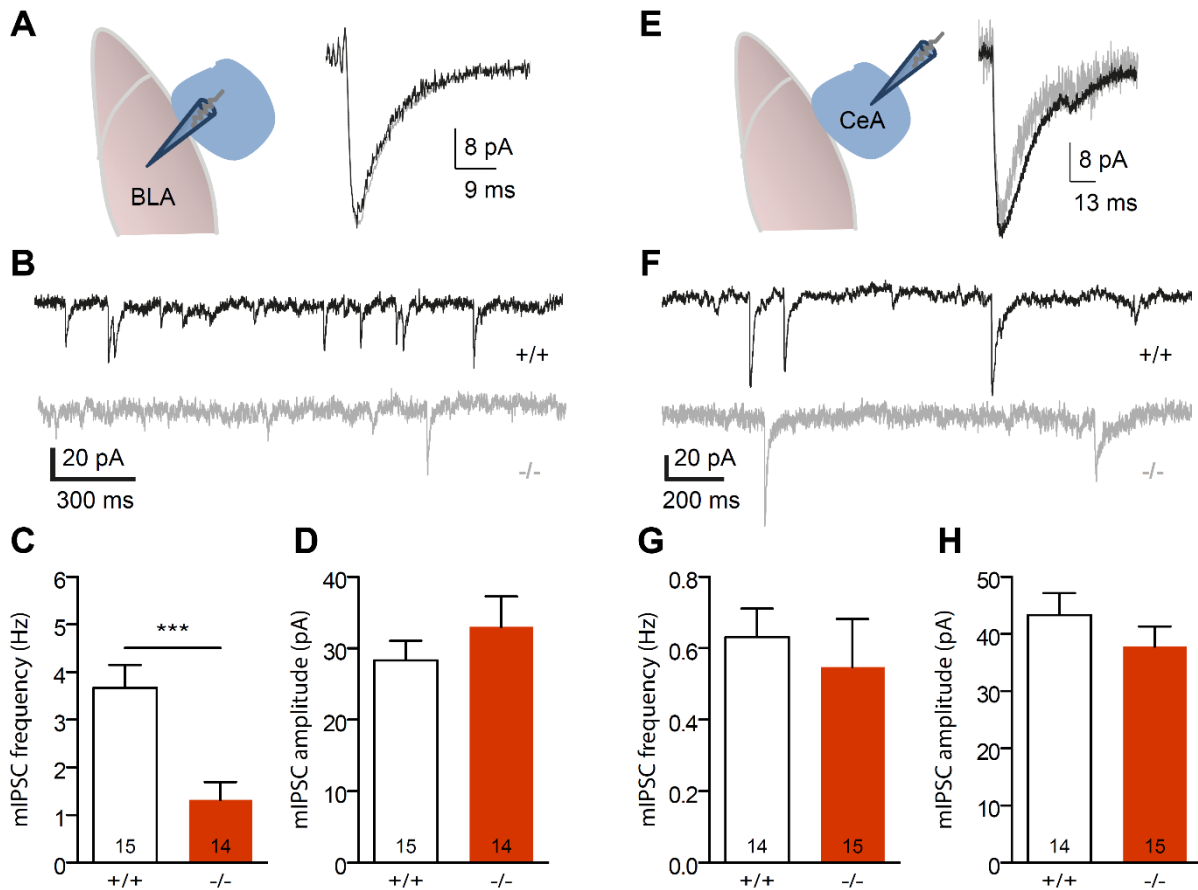 A
BLA
8 pA
9 ms
B
+/+
-/-
20 pA
300 ms
C
mIPSC frequency (Hz)
6
5
4
3
2
1
0
***
15
14
+/+
-/-
D
mIPSC amplitude (pA)
40
30
20
10
0
15
14
+/+
-/-
E
CeA
8 pA
13 ms
F
+/+
-/-
20 pA
200 ms
G
mIPSC frequency (Hz)
0.8
0.6
0.4
0.2
0.0
14
15
+/+
-/-
H
mIPSC amplitude (pA)
50
40
30
20
10
0
14
15
+/+
-/-